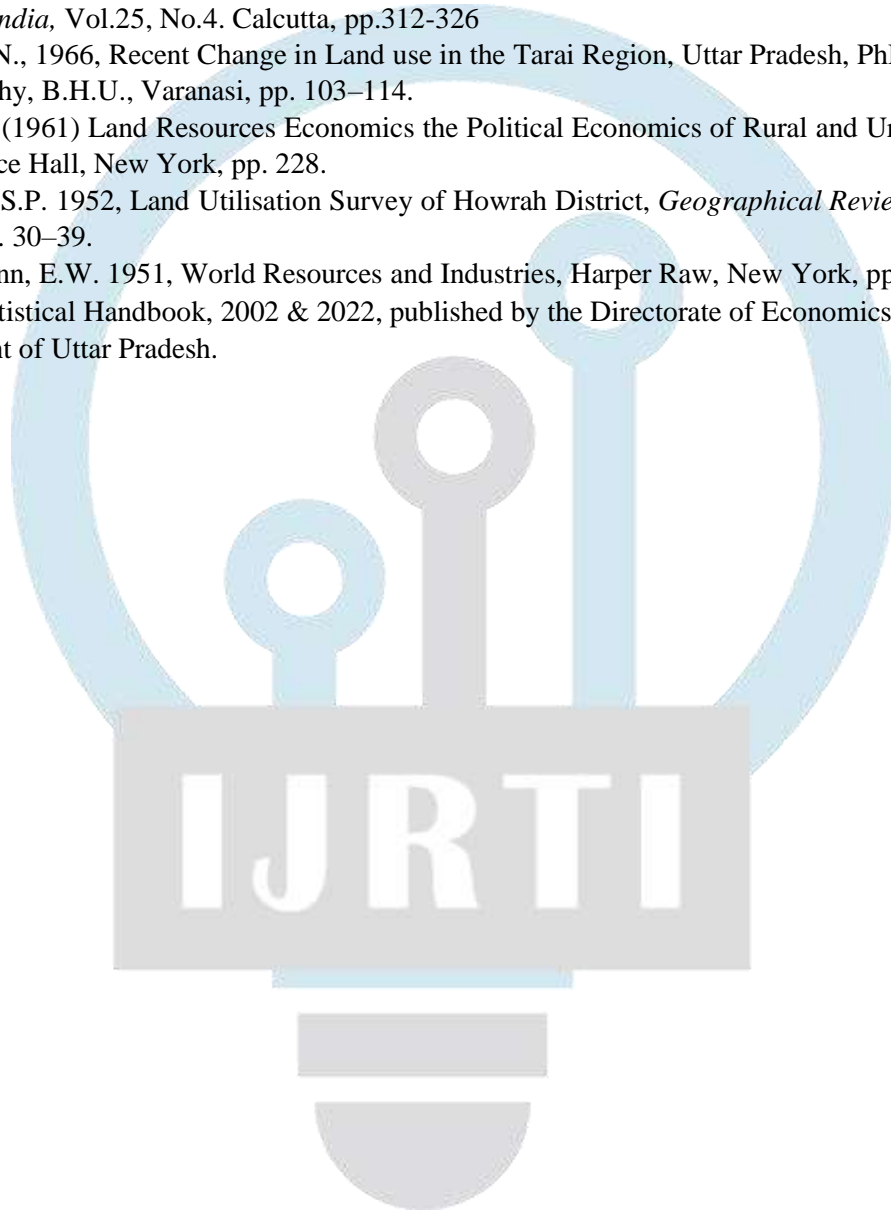 ndia, Vol.25, No.4. Calcutta, pp.312-326
N., 1966, Recent Change in Land use in the Tarai Region, Uttar Pradesh, Ph
hy, B.H.U., Varanasi, pp. 103–114.
(1961) Land Resources Economics the Political Economics of Rural and Ur
ce Hall, New York, pp. 228.
S.P. 1952, Land Utilisation Survey of Howrah District, Geographical Revie
. 30–39.
nn, E.W. 1951, World Resources and Industries, Harper Raw, New York, pp
tistical Handbook, 2002 & 2022, published by the Directorate of Economics
nt of Uttar Pradesh.
IJRTI